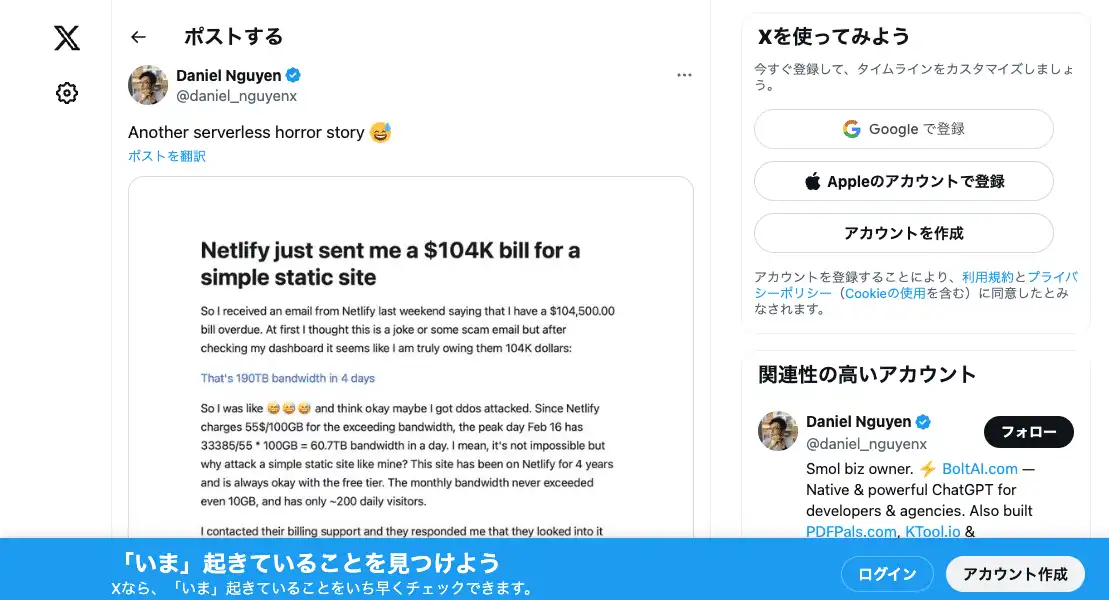 ポストする
Daniel Nguyen
@daniel_nguyenx
Another serverless horror story 😅
ポストを翻訳
Netlify just sent me a $104K bill for a
simple static site
So I received an email from Netlify last weekend saying that I have a $104,500.00
bill overdue. At first I thought this is a joke or some scam email but after
checking my dashboard it seems like I am truly owing them 104K dollars:
That's 190TB bandwidth in 4 days
So I was like 😅😅😅 and think okay maybe I got ddos attacked. Since Netlify
charges 55$/100GB for the exceeding bandwidth, the peak day Feb 16 has
33385/55 * 100GB = 60.7TB bandwidth in a day. I mean, it's not impossible but
why attack a simple static site like mine? This site has been on Netlify for 4 years
and is always okay with the free tier. The monthly bandwidth never exceeded
even 10GB, and has only ~200 daily visitors.
I contacted their billing support and they responded me that they looked into it
Xを使ってみよう
今すぐ登録して、タイムラインをカスタマイズしましょ
う。
Google で登録
Appleのアカウントで登録
アカウントを作成
アカウントを登録することにより、利用規約とプライバ
シーポリシー（Cookieの使用を含む）に同意したとみ
なされます。
関連性の高いアカウント
Daniel Nguyen
@daniel_nguyenx
フォロー
Smol biz owner. ⚡ BoltAI.com —
Native & powerful ChatGPT for
developers & agencies. Also built
PDFPals.com, KTool.io &
「いま」起きていることを見つけよう
Xなら、「いま」起きていることをいち早くチェックできます。
ログイン
アカウント作成